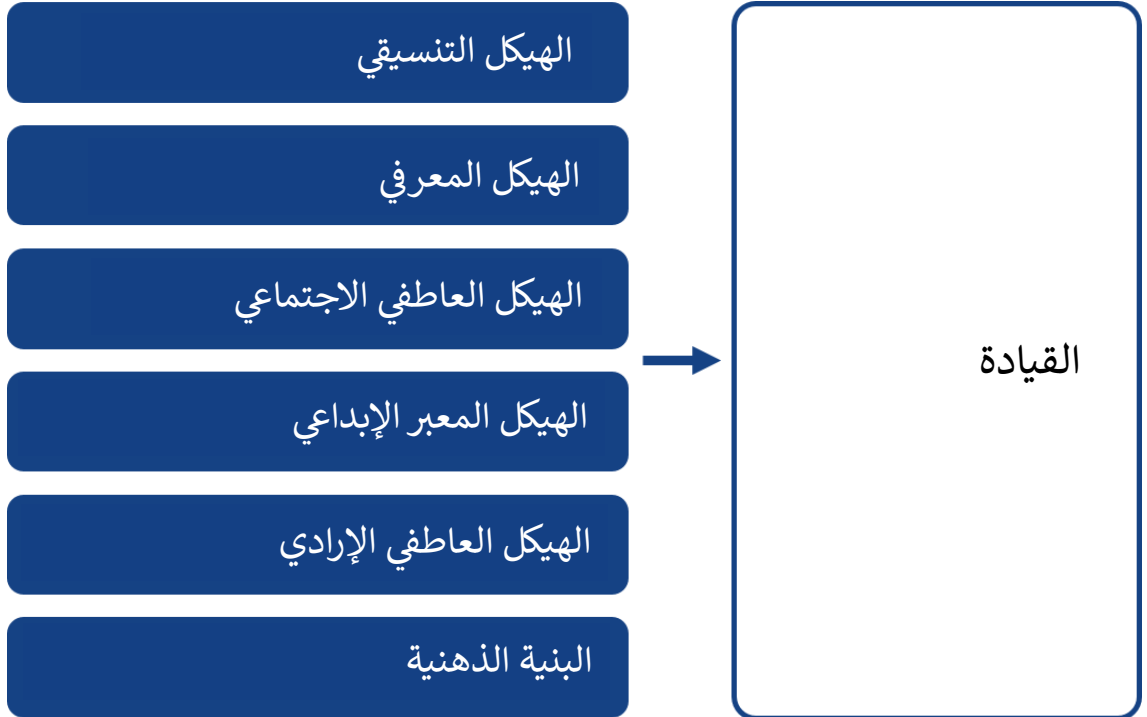 الهيكل التنسيقي
الهيكل المعرفي
الهيكل العاطفي الاجتماعي
الهيكل المعبر الإبداعي
الهيكل العاطفي الإرادي
البنية الذهنية
القيادة